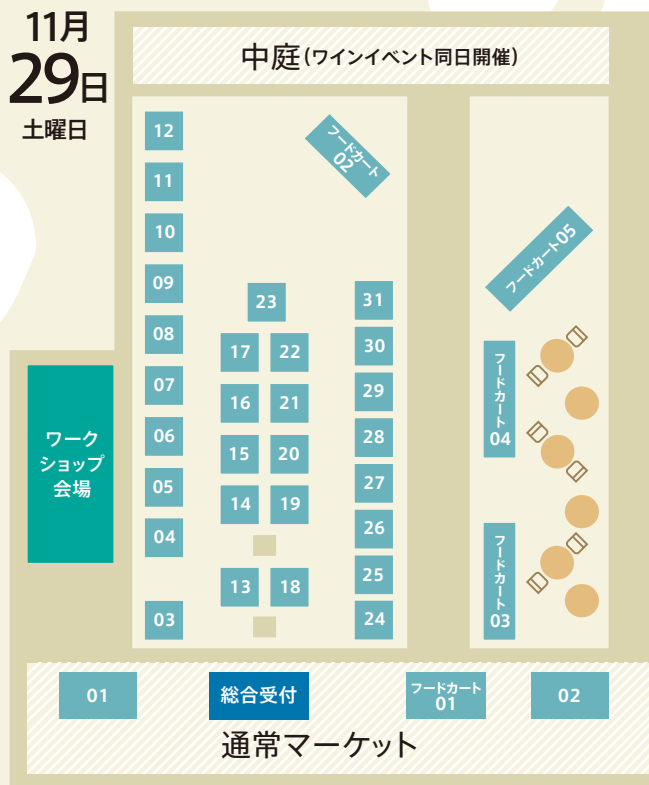 11月
29日
土曜日
中庭(ワインイベント同日開催)
12
11
10
09
08
07
06
05
04
03
フードカート
02
23
17
22
16
21
15
20
14
19
13
18
31
30
29
28
27
26
25
24
フードカート05
フードカート
04
フードカート
03
ワーク
ショップ
会場
01
総合受付
フードカート
01
02
通常マーケット